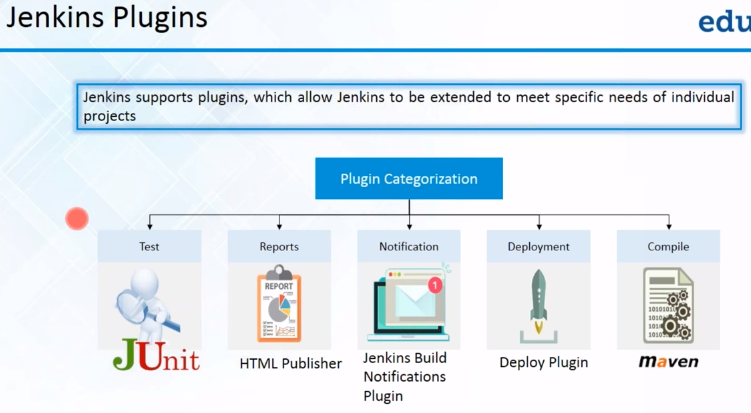 Jenkins Plugins
edu
Jenkins supports plugins, which allow Jenkins to be extended to meet specific needs of individual
projects
Plugin Categorization
Test
Reports
Notification
Deployment
Compile
REPORT
1
JUnit
HTML Publisher
Jenkins Build
Notifications
Plugin
Deploy Plugin
maven